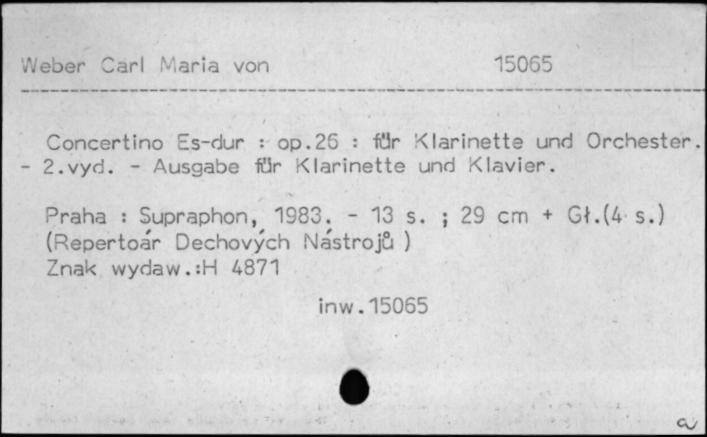 Weber Carl Maria von 15065
Concertino Es-dur : op.26 : für Klarinette und Orchester.
- 2.vyd. - Ausgabe für Klarinette und Klavier.
Praha : Supraphon, 1983. - 13 s. ; 29 cm + Gł.(4 s.)
(Repertoár Dechových Nástrojů )
Znak wydaw.:H 4871
inw.15065